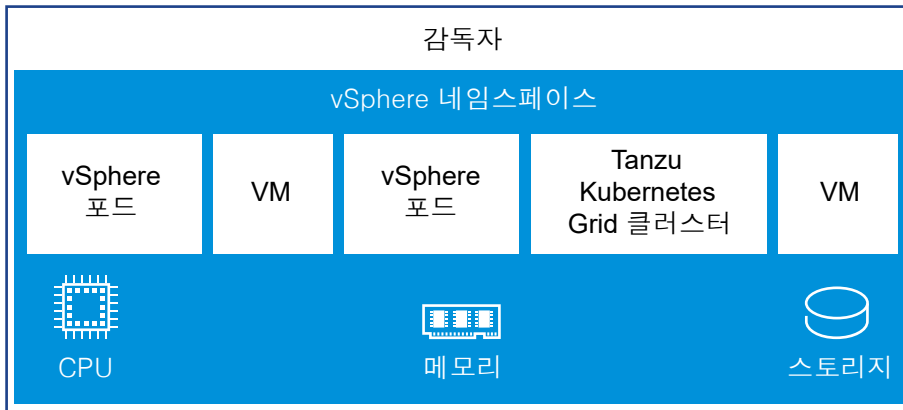 감독자
vSphere 네임스페이스
vSphere
포드
VM
vSphere
포드
Tanzu
Kubernetes
Grid 클러스터
VM
CPU
메모리
스토리지